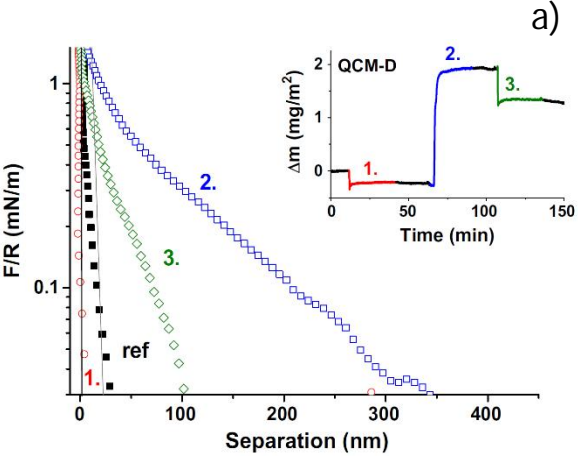 a)
QCM-D
2.
3.
1.
2
1
0
Δm (mg/m²)
0
50
100
150
Time (min)
1
0.1
F/R (mN/m)
2.
3.
ref
1.
0
100
200
300
400
Separation (nm)